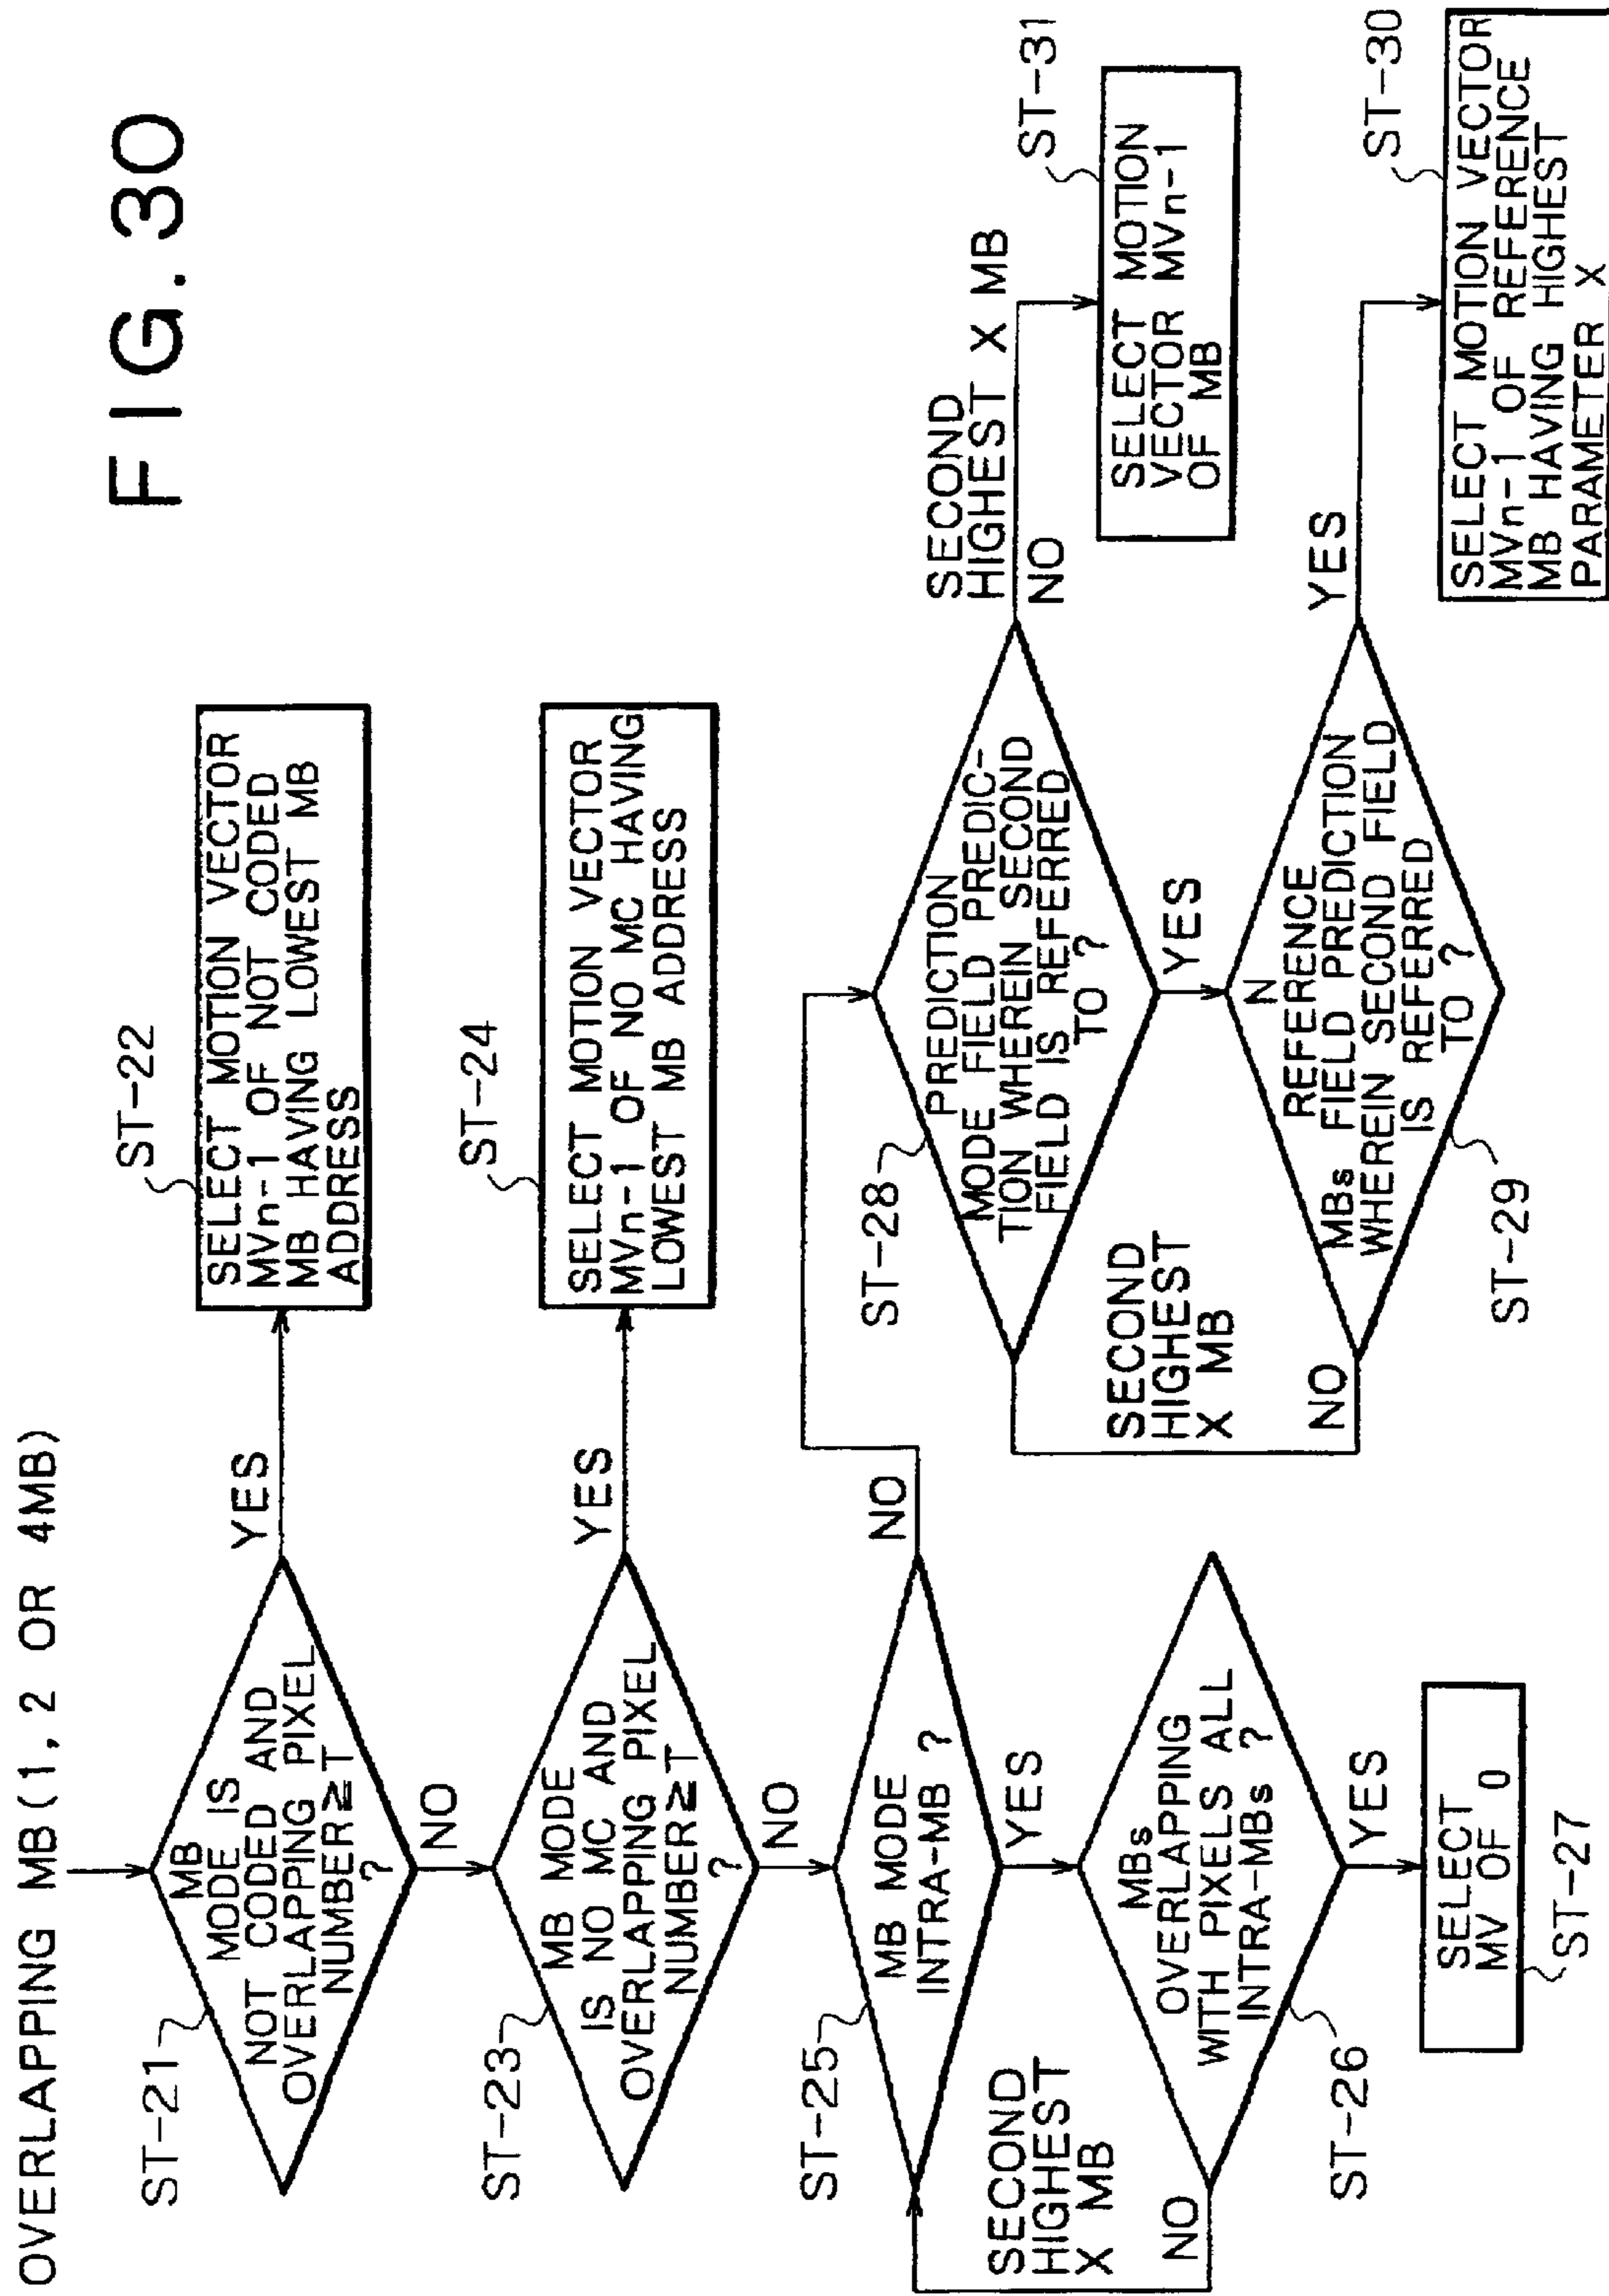 FIG. 30
OVERLAPPING MB(1, 2 OR 4MB)
ST-21
MB
MODE IS
NOT CODED AND
OVERLAPPING PIXEL
NUMBER≧T
?
YES
NO
ST-22
SELECT MOTION VECTOR
MVn-1 OF NOT CODED
MB HAVING LOWEST MB
ADDRESS
ST-23
MB MODE
IS NO MC AND
OVERLAPPING PIXEL
NUMBER≧T
?
YES
NO
ST-24
SELECT MOTION VECTOR
MVn-1 OF NO MC HAVING
LOWEST MB ADDRESS
ST-25
MB MODE
INTRA-MB ?
NO
YES
SECOND
HIGHEST
X MB
NO
MBs
OVERLAPPING
WITH PIXELS ALL
INTRA-MBs ?
ST-26
YES
SELECT
MV OF 0
ST-27
ST-28
PREDICTION
MODE FIELD PREDIC-
TION WHEREIN SECOND
FIELD IS REFERRED
TO ?
SECOND
HIGHEST X MB
NO
YES
ST-31
SELECT MOTION
VECTOR MVn-1
OF MB
SECOND
HIGHEST
X MB
NO
N
REFERENCE
MBs FIELD PREDICTION
WHEREIN SECOND FIELD
IS REFERRED
TO ?
ST-29
YES
ST-30
SELECT MOTION VECTOR
MVn-1 OF REFERENCE
MB HAVING HIGHEST
PARAMETER X